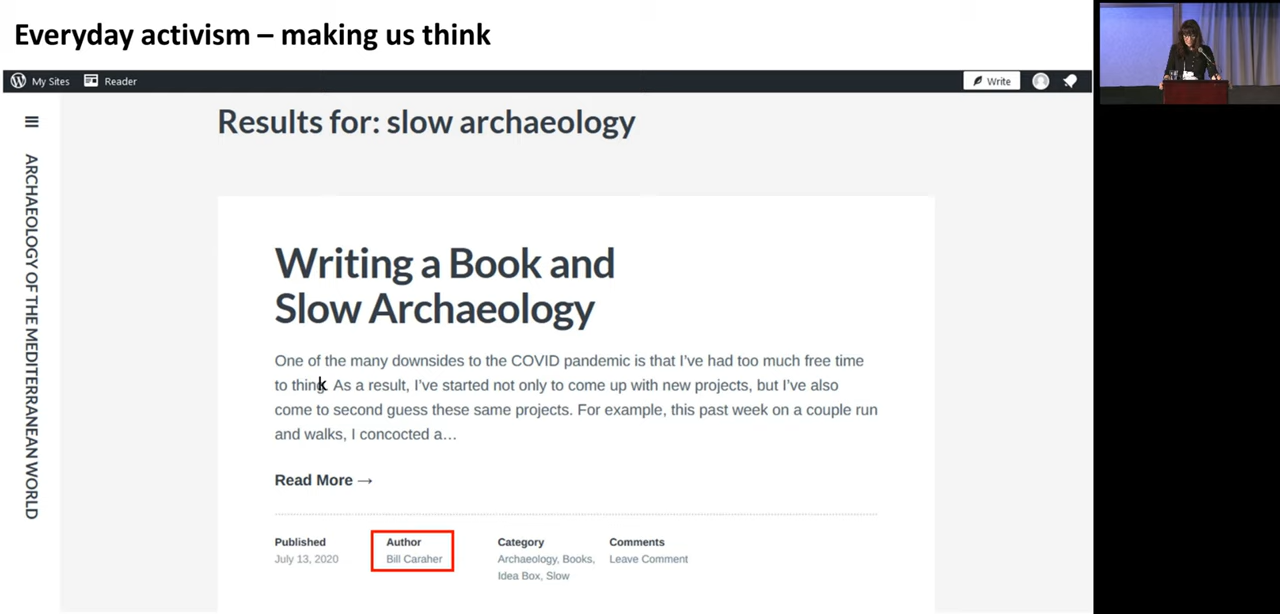 Everyday activism – making us think
My Sites Reader Write
Results for: slow archaeology
ARCHAEOLOGY OF THE MEDITERRANEAN WORLD
Writing a Book and
Slow Archaeology
One of the many downsides to the COVID pandemic is that I've had too much free time
to think. As a result, I've started not only to come up with new projects, but I've also
come to second guess these same projects. For example, this past week on a couple run
and walks, I concocted a…
Read More →
Published Author Category Comments
July 13, 2020 Bill Caraher Archaeology, Books, Leave Comment
Idea Box, Slow